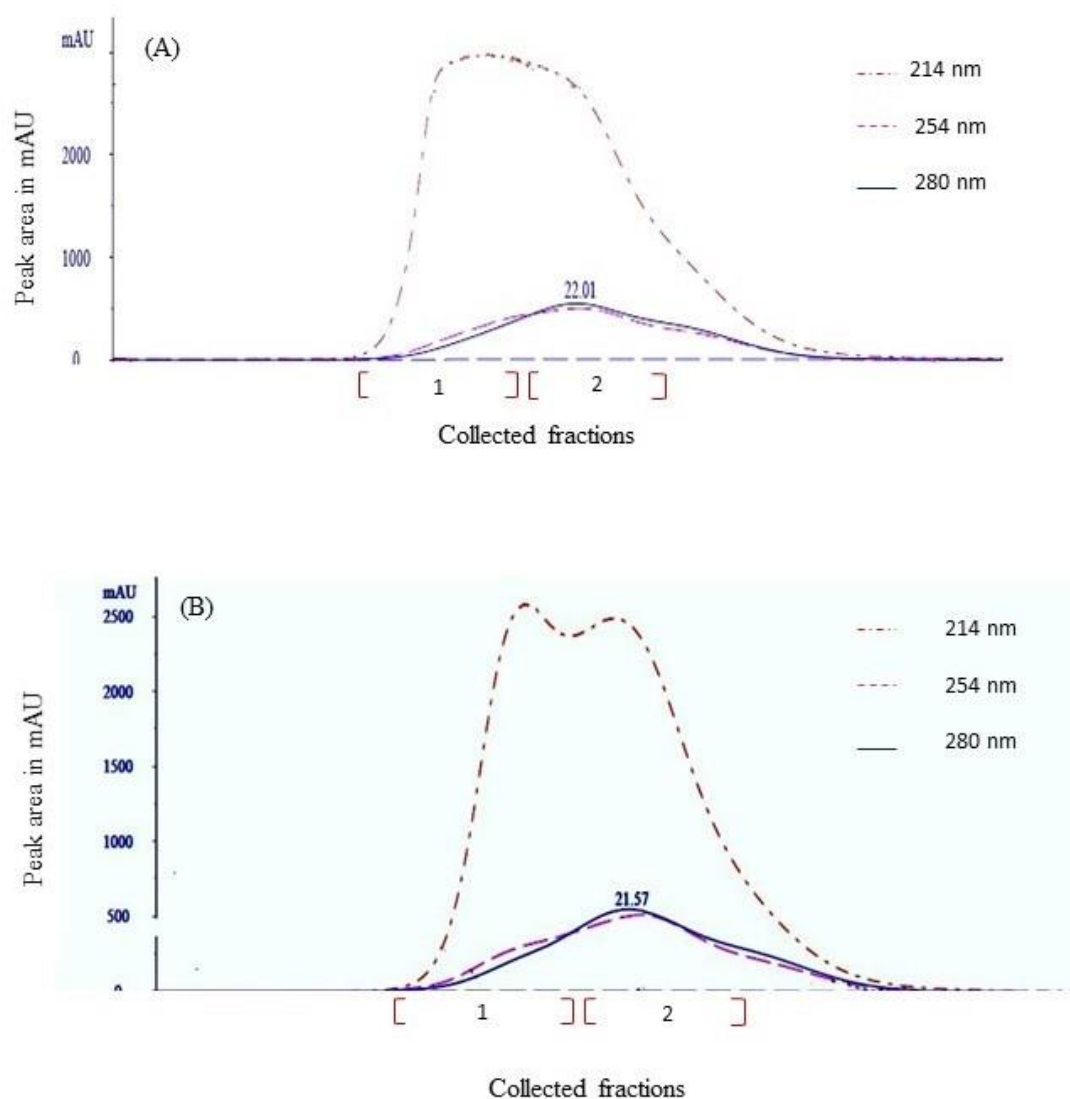 mAU
(A)
214 nm
254 nm
280 nm
2000
1000
0
22.01
Peak area in mAU
1
2
Collected fractions
mAU
(B)
2500
2000
1500
1000
500
0
214 nm
254 nm
280 nm
21.57
Peak area in mAU
1
2
Collected fractions